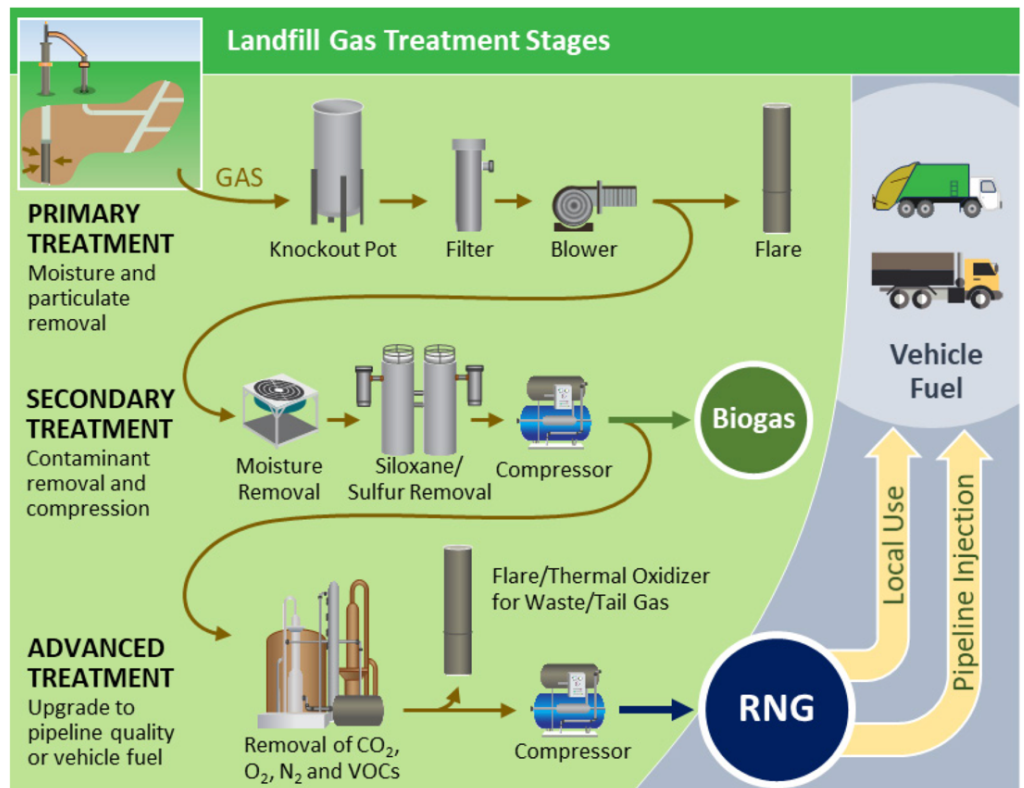 Landfill Gas Treatment Stages
GAS
PRIMARY
TREATMENT
Moisture and
particulate
removal
Knockout Pot
Filter
Blower
Flare
SECONDARY
TREATMENT
Contaminant
removal and
compression
Moisture
Removal
Siloxane/
Sulfur Removal
Compressor
Biogas
Vehicle
Fuel
ADVANCED
TREATMENT
Upgrade to
pipeline quality
or vehicle fuel
Removal of CO₂,
O₂, N₂ and VOCs
Flare/Thermal Oxidizer
for Waste/Tail Gas
Compressor
RNG
Local Use
Pipeline Injection